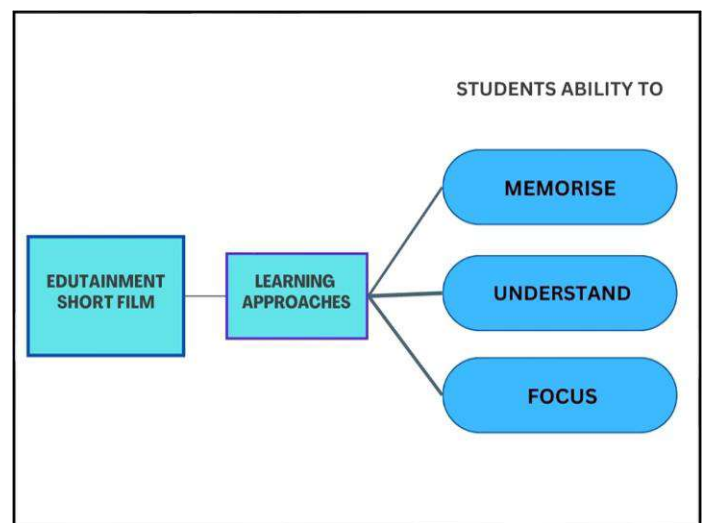 STUDENTS ABILITY TO
MEMORISE
EDUTAINMENT
SHORT FILM
LEARNING
APPROACHES
UNDERSTAND
FOCUS